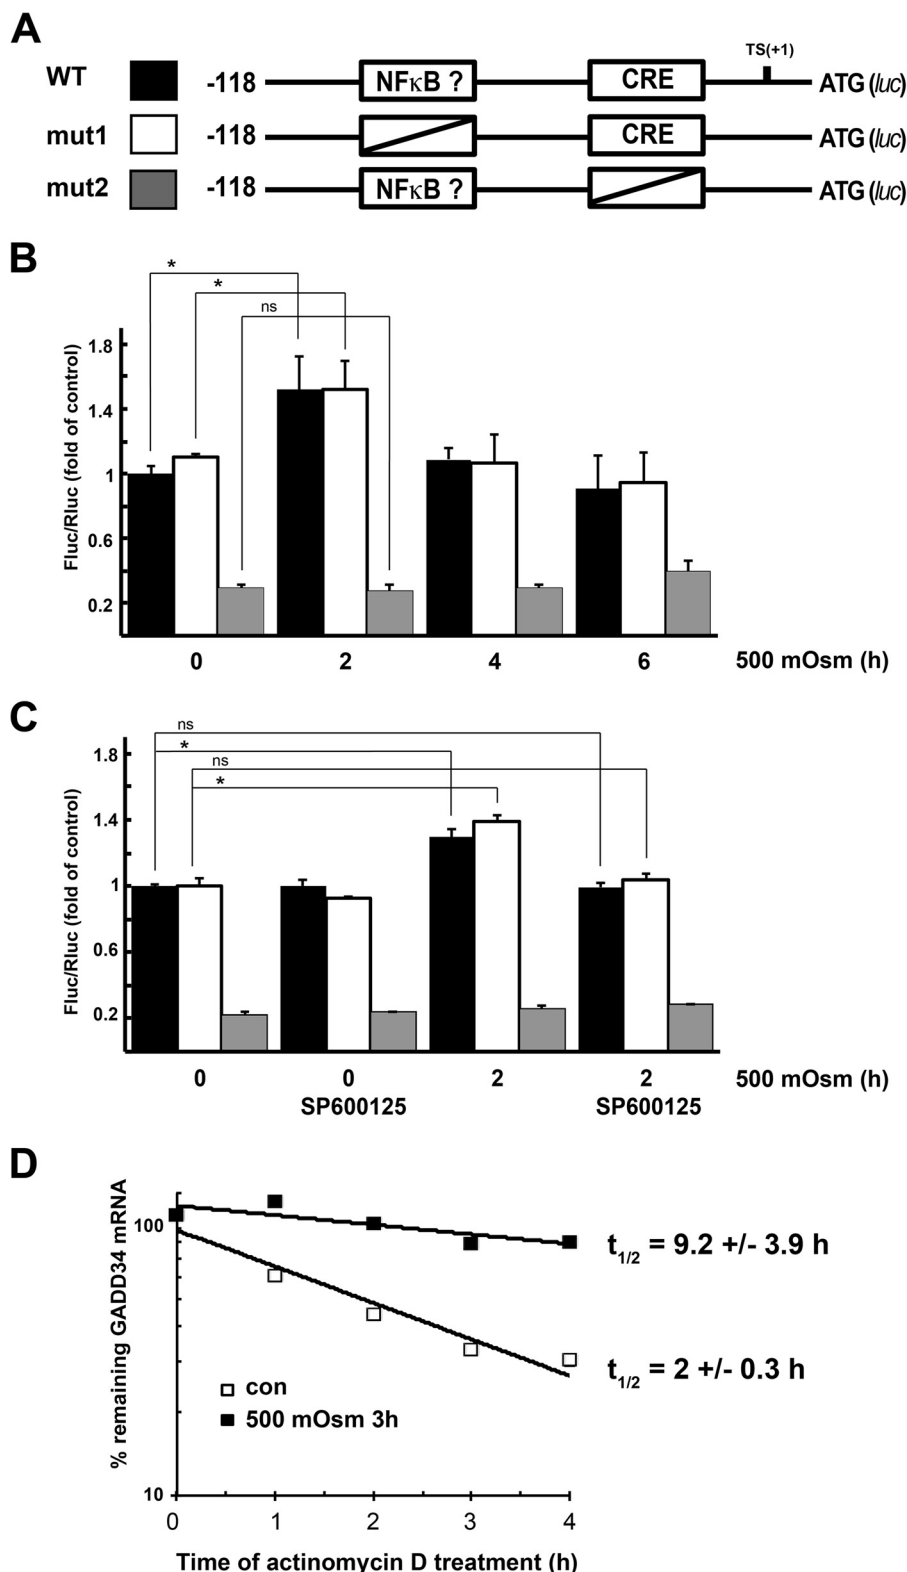 A
TS(+1)
WT -118 NFκB ? CRE ATG (luc)
mut1 -118 CRE ATG (luc)
mut2 -118 NFκB ? ATG (luc)
B
* * ns
Fluc/Rluc (fold of control)
1.8
1.4
1
0.6
0.2
0 2 4 6 500 mOsm (h)
C
ns
*
ns
*
Fluc/Rluc (fold of control)
1.8
1.4
1
0.6
0.2
0 0 2 2 500 mOsm (h)
SP600125 SP600125
D
% remaining GADD34 mRNA
100
10
t1/2 = 9.2 +/- 3.9 h
t1/2 = 2 +/- 0.3 h
con
500 mOsm 3h
0 1 2 3 4
Time of actinomycin D treatment (h)